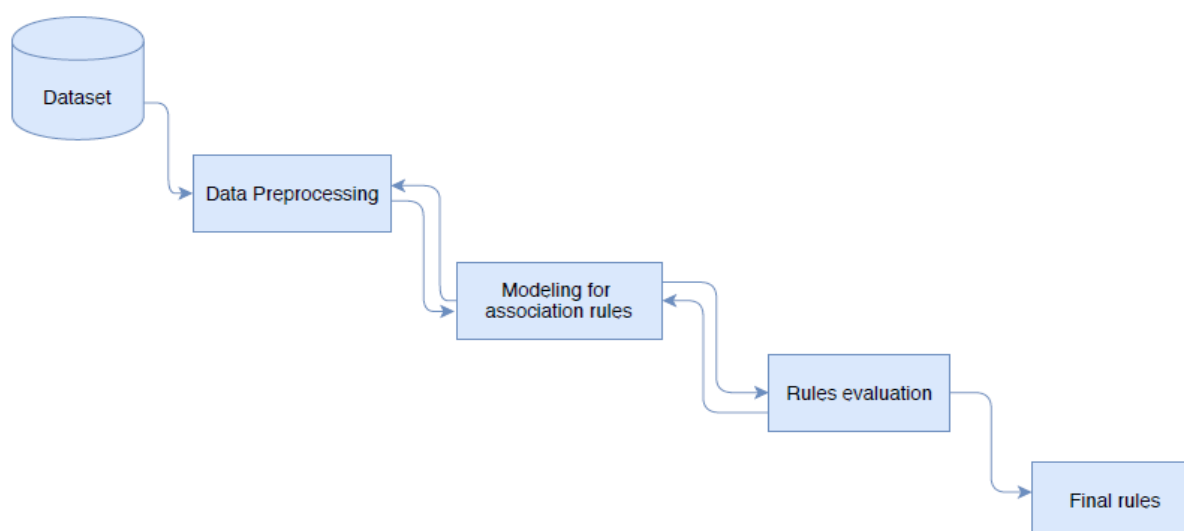 Dataset
Data Preprocessing
Modeling for
association rules
Rules evaluation
Final rules